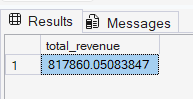 Results Messages
total_revenue
1 817860.05083847